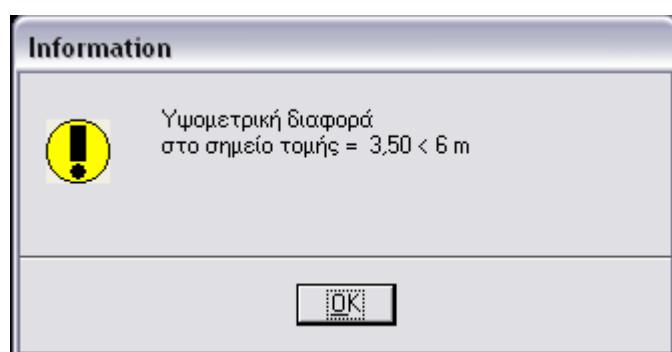 Information
Υψομετρική διαφορά
στο σημείο τομής = 3,50 < 6 m
OK